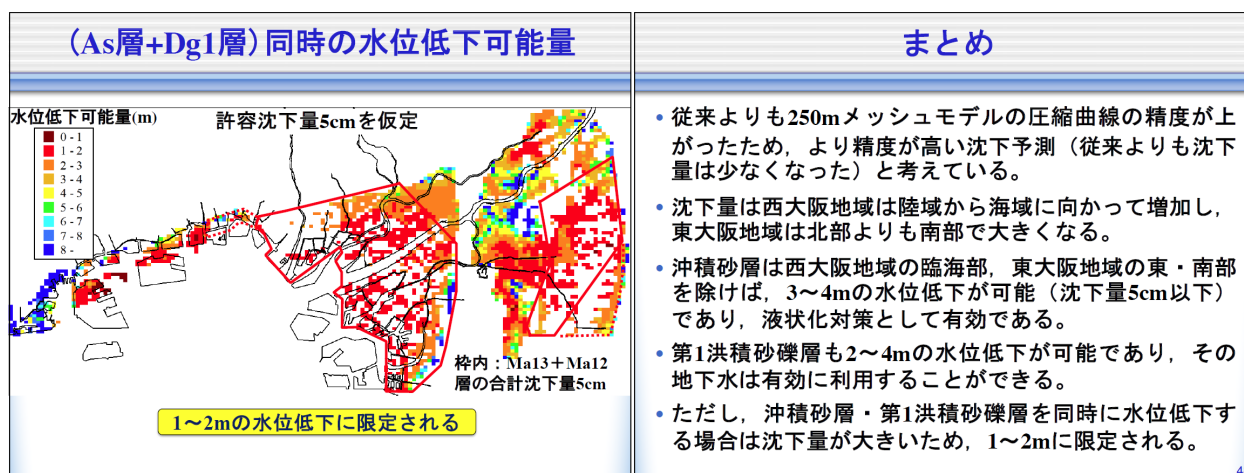 (As層+Dg1層)同時の水位低下可能量
水位低下可能量(m)
0 - 1
1 - 2
2 - 3
3 - 4
4 - 5
5 - 6
6 - 7
7 - 8
8 -
許容沈下量5cmを仮定
枠内：Ma13＋Ma12
層の合計沈下量5cm
1～2mの水位低下に限定される
まとめ
• 従来よりも250mメッシュモデルの圧縮曲線の精度が上
がったため，より精度が高い沈下予測（従来よりも沈下
量は少なくなった）と考えている。
• 沈下量は西大阪地域は陸域から海域に向かって増加し，
東大阪地域は北部よりも南部で大きくなる。
• 沖積砂層は西大阪地域の臨海部，東大阪地域の東・南部
を除けば，3～4mの水位低下が可能（沈下量5cm以下）
であり，液状化対策として有効である。
• 第1洪積砂礫層も2～4mの水位低下が可能であり，その
地下水は有効に利用することができる。
• ただし，沖積砂層・第1洪積砂礫層を同時に水位低下す
る場合は沈下量が大きいため，1～2mに限定される。
4